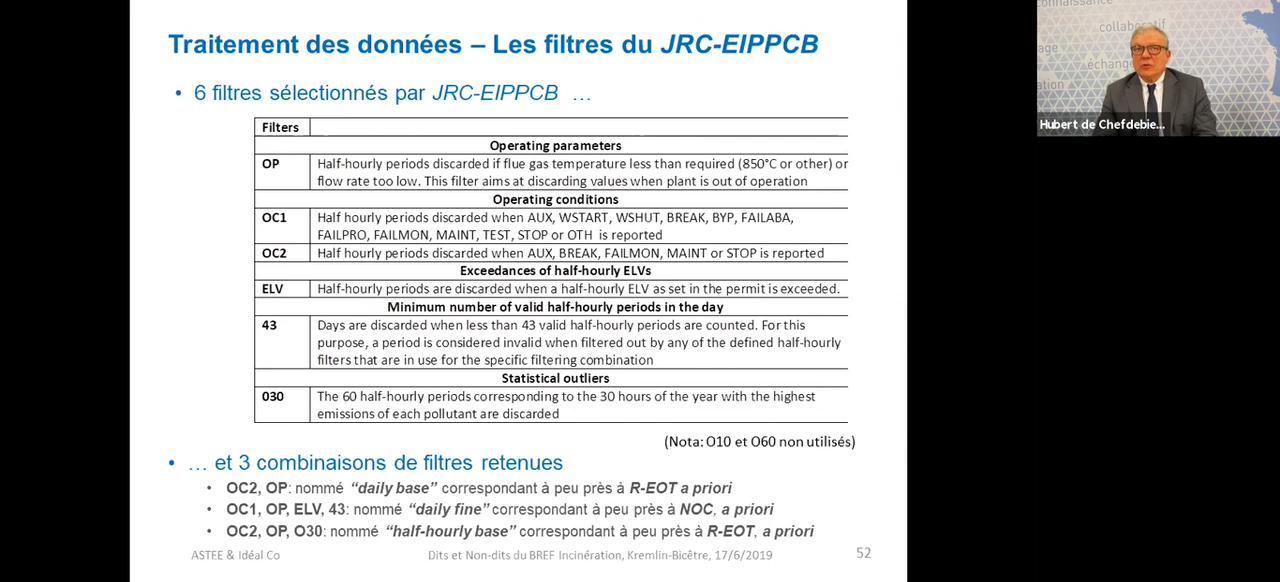 Traitement des données – Les filtres du JRC-EIPPCB
• 6 filtres sélectionnés par JRC-EIPPCB …
Filters
Operating parameters
OP Half-hourly periods discarded if flue gas temperature less than required (850°C or other) or
flow rate too low. This filter aims at discarding values when plant is out of operation
Operating conditions
OC1 Half hourly periods discarded when AUX, WSTART, WSHUT, BREAK, BYP, FAILABA,
FAILPRO, FAILMON, MAINT, TEST, STOP or OTH is reported
OC2 Half hourly periods discarded when AUX, BREAK, FAILMON, MAINT or STOP is reported
Exceedances of half-hourly ELVs
ELV Half-hourly periods are discarded when a half-hourly ELV as set in the permit is exceeded.
Minimum number of valid half-hourly periods in the day
43 Days are discarded when less than 43 valid half-hourly periods are counted. For this
purpose, a period is considered invalid when filtered out by any of the defined half-hourly
filters that are in use for the specific filtering combination
Statistical outliers
030 The 60 half-hourly periods corresponding to the 30 hours of the year with the highest
emissions of each pollutant are discarded
(Nota: O10 et O60 non utilisés)
• … et 3 combinaisons de filtres retenues
• OC2, OP: nommé “daily base” correspondant à peu près à R-EOT a priori
• OC1, OP, ELV, 43: nommé “daily fine” correspondant à peu près à NOC, a priori
• OC2, OP, O30: nommé “half-hourly base” correspondant à peu près à R-EOT, a priori
ASTEE & Idéal Co Dits et Non-dits du BREF Incinération, Kremlin-Bicêtre, 17/6/2019 52
connaissance
collaboratif
échange
Hubert de Chefdebie...